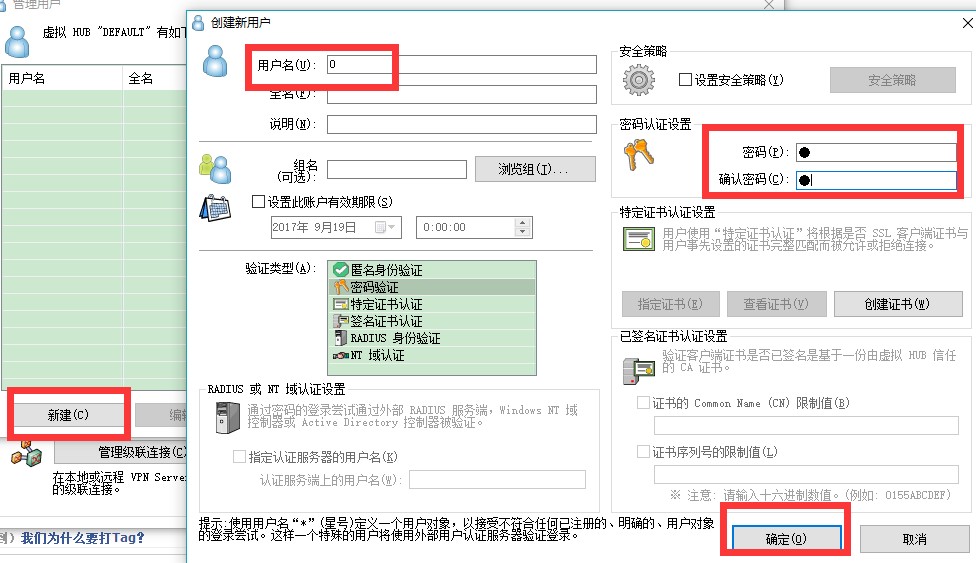 管理用户
虚拟 HUB "DEFAULT" 有如下
用户名
全名
新建(C)
编辑
管理级联连接(C)
在本地或远程 VPN Server
的级联连接。
我们为什么要打Tag?
创建新用户
用户名(U):
0
全名(F):
说明(N):
组名
(可选):
浏览组(I)...
设置此账户有效期限(S)
2017年 9月19日
0:00:00
验证类型(A):
匿名身份验证
密码验证
特定证书认证
签名证书认证
RADIUS 身份验证
NT 域认证
RADIUS 或 NT 域认证设置
通过密码的登录尝试通过外部 RADIUS 服务端，Windows NT 域
控制器或 Active Directory 控制器被验证。
指定认证服务器的用户名(K)
认证服务端上的用户名(W):
提示:使用用户名“*”(星号)定义一个用户对象，以接受不符合任何已注册的、明确的、用户对象
的登录尝试。这样一个特殊的用户将使用外部用户认证服务器验证登录。
安全策略
设置安全策略(Y)
安全策略
密码认证设置
密码(P):
确认密码(C):
特定证书认证设置
用户使用“特定证书认证”将根据是否 SSL 客户端证书与
用户事先设置的证书完整匹配而被允许或拒绝连接。
指定证书(E)
查看证书(V)
创建证书(W)
已签名证书认证设置
验证客户端证书是否已签名是基于一份由虚拟 HUB 信任
的 CA 证书。
证书的 Common Name (CN) 限制值(B)
证书序列号的限制值(L)
※ 注意: 请输入十六进制数值。(例如: 0155ABCDEF)
确定(O)
取消